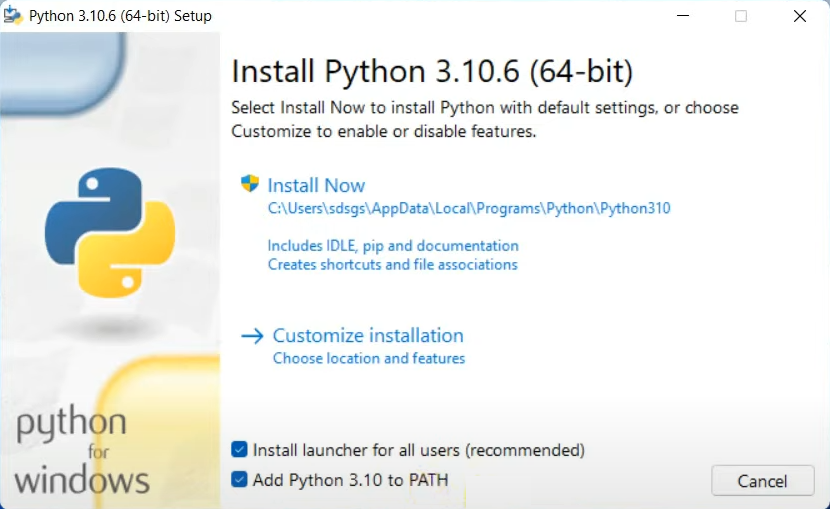 Python 3.10.6 (64-bit) Setup
Install Python 3.10.6 (64-bit)
Select Install Now to install Python with default settings, or choose
Customize to enable or disable features.
Install Now
C:\Users\sdsgs\AppData\Local\Programs\Python\Python310
Includes IDLE, pip and documentation
Creates shortcuts and file associations
→ Customize installation
Choose location and features
python
for
windows
Install launcher for all users (recommended)
Add Python 3.10 to PATH
Cancel